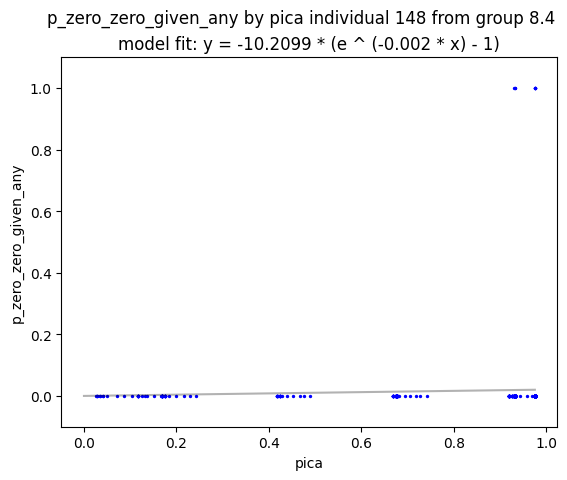 p_zero_zero_given_any by pica individual 148 from group 8.4
model fit: y = -10.2099 * (e ^ (-0.002 * x) - 1)
p_zero_zero_given_any
1.0
0.8
0.6
0.4
0.2
0.0
0.0 0.2 0.4 0.6 0.8 1.0
pica